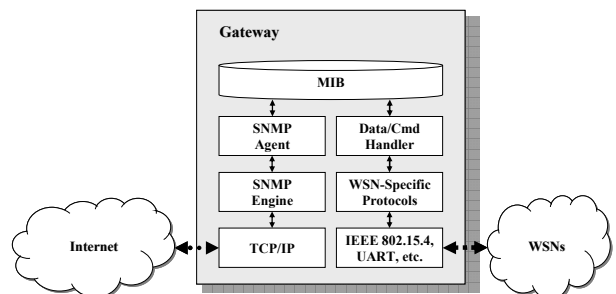 Gateway
MIB
SNMP
Agent
Data/Cmd
Handler
SNMP
Engine
WSN-Specific
Protocols
Internet
TCP/IP
IEEE 802.15.4,
UART, etc.
WSNs